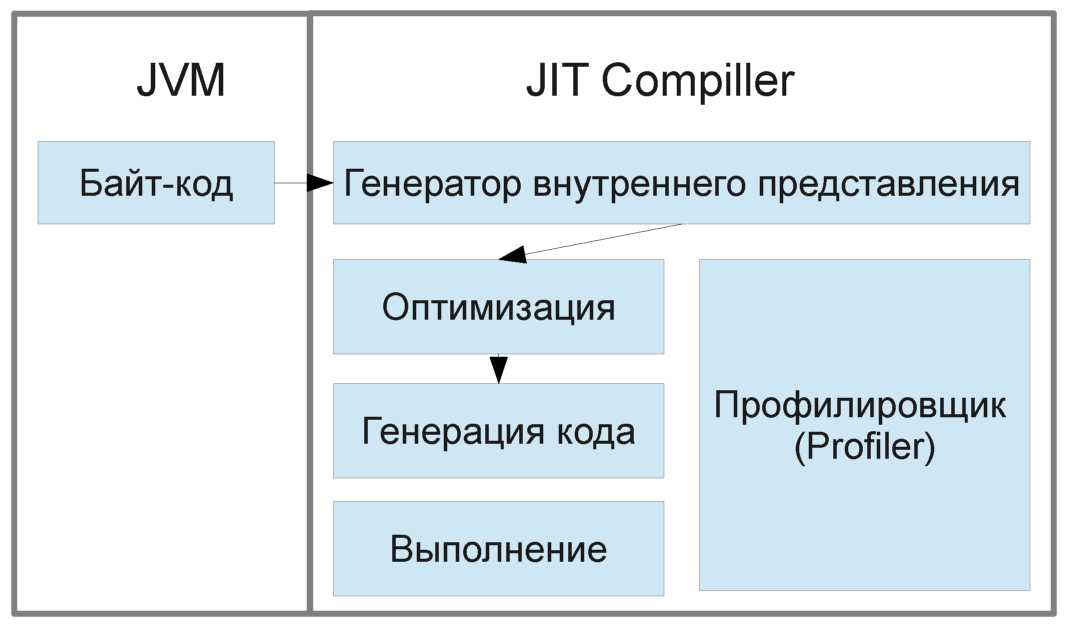 JVM
JIT Compiller
Байт-код
Генератор внутреннего представления
Оптимизация
Генерация кода
Профилировщик
(Profiler)
Выполнение